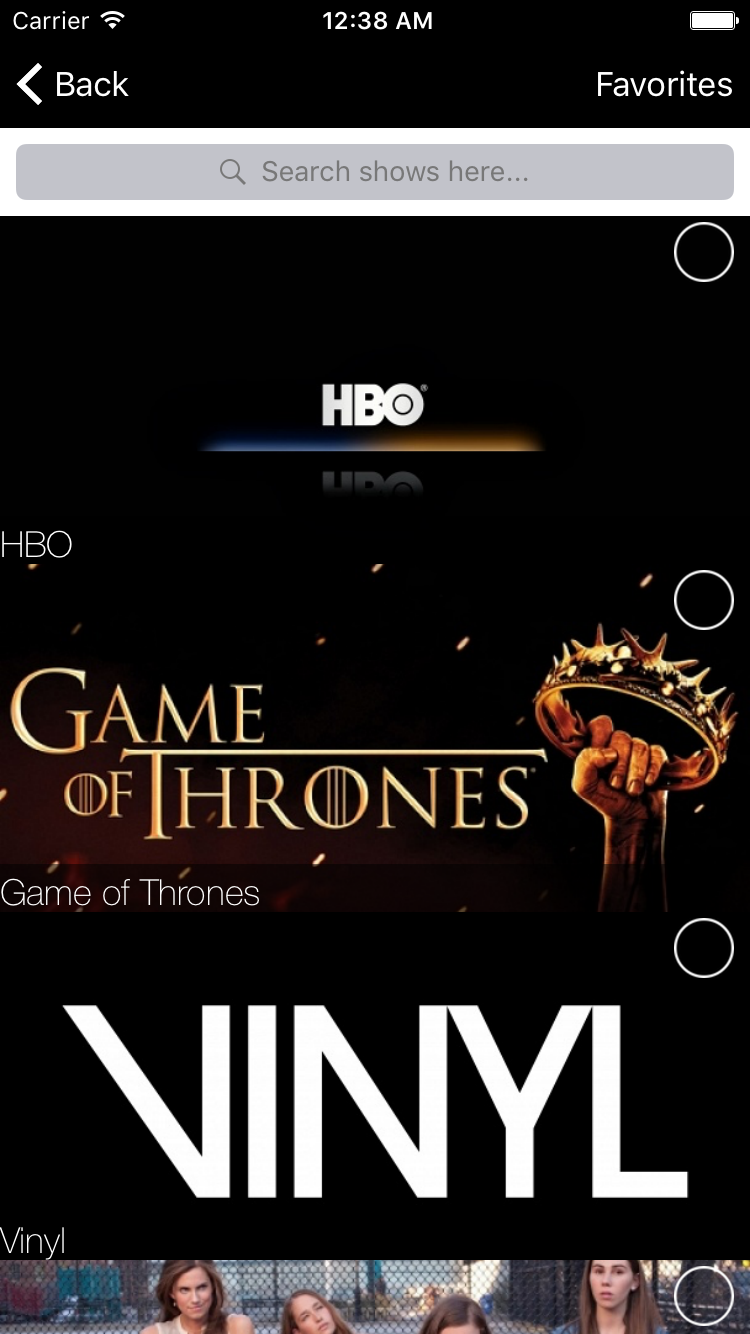 Carrier 12:38 AM
Back Favorites
Search shows here...
HBO®
HBO
HBO
GAME
OF THRONES
Game of Thrones
VINYL
Vinyl